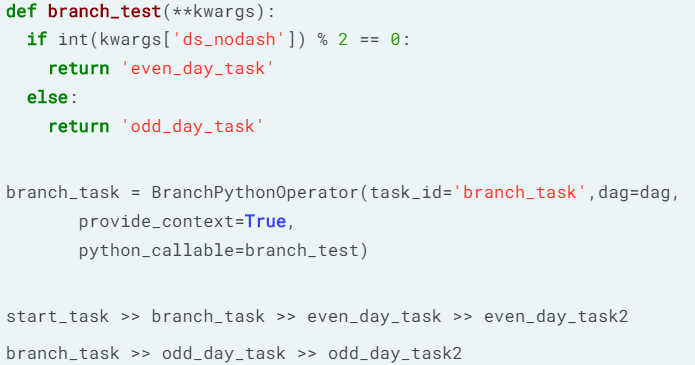 def branch_test(**kwargs):
  if int(kwargs['ds_nodash']) % 2 == 0:
    return 'even_day_task'
  else:
    return 'odd_day_task'
branch_task = BranchPythonOperator(task_id='branch_task',dag=dag,
       provide_context=True,
       python_callable=branch_test)
start_task >> branch_task >> even_day_task >> even_day_task2
branch_task >> odd_day_task >> odd_day_task2